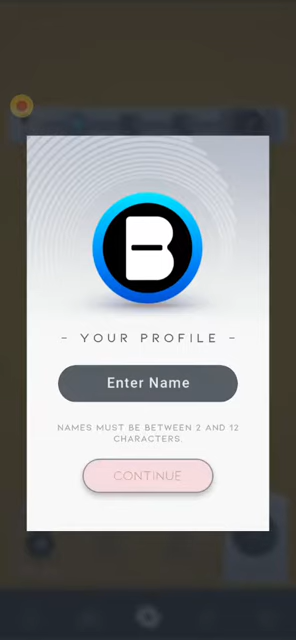 B
- YOUR PROFILE -
Enter Name
NAMES MUST BE BETWEEN 2 AND 12
CHARACTERS.
CONTINUE